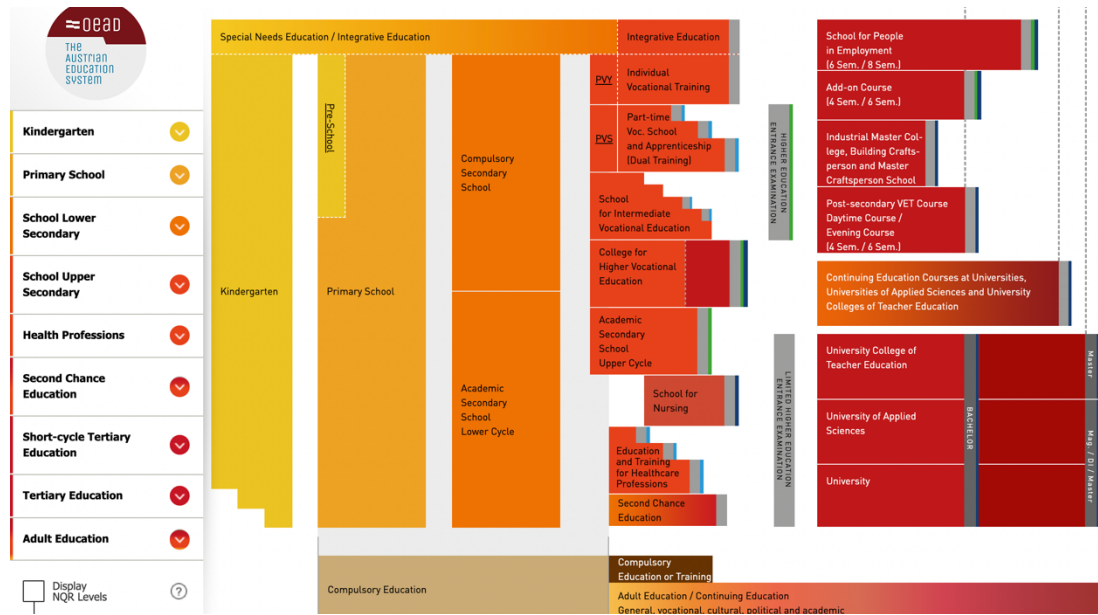 oead
THE
AUSTRIAN
EDUCATION
SYSTEM
Kindergarten
Primary School
School Lower
Secondary
School Upper
Secondary
Health Professions
Second Chance
Education
Short-cycle Tertiary
Education
Tertiary Education
Adult Education
Display
NQR Levels
?
Special Needs Education / Integrative Education
Integrative Education
Kindergarten
Pre-School
Primary School
Compulsory
Secondary
School
Academic
Secondary
School
Lower Cycle
PVY
Individual
Vocational Training
PVS
Part-time
Voc. School
and Apprenticeship
(Dual Training)
School
for Intermediate
Vocational Education
College for
Higher Vocational
Education
Academic
Secondary
School
Upper Cycle
School for
Nursing
Education
and Training
for Healthcare
Professions
Second Chance
Education
HIGHER EDUCATION
ENTRANCE EXAMINATION
LIMITED HIGHER EDUCATION
ENTRANCE EXAMINATION
School for People
in Employment
(6 Sem. / 8 Sem.)
Add-on Course
(4 Sem. / 6 Sem.)
Industrial Master Col-
lege, Building Crafts-
person and Master
Craftsperson School
Post-secondary VET Course
Daytime Course /
Evening Course
(4 Sem. / 6 Sem.)
Continuing Education Courses at Universities,
Universities of Applied Sciences and University
Colleges of Teacher Education
University College of
Teacher Education
University of Applied
Sciences
University
BACHELOR
Master
Mag. / DI / Master
Compulsory Education
Compulsory
Education or Training
Adult Education / Continuing Education
General, vocational, cultural, political and academic